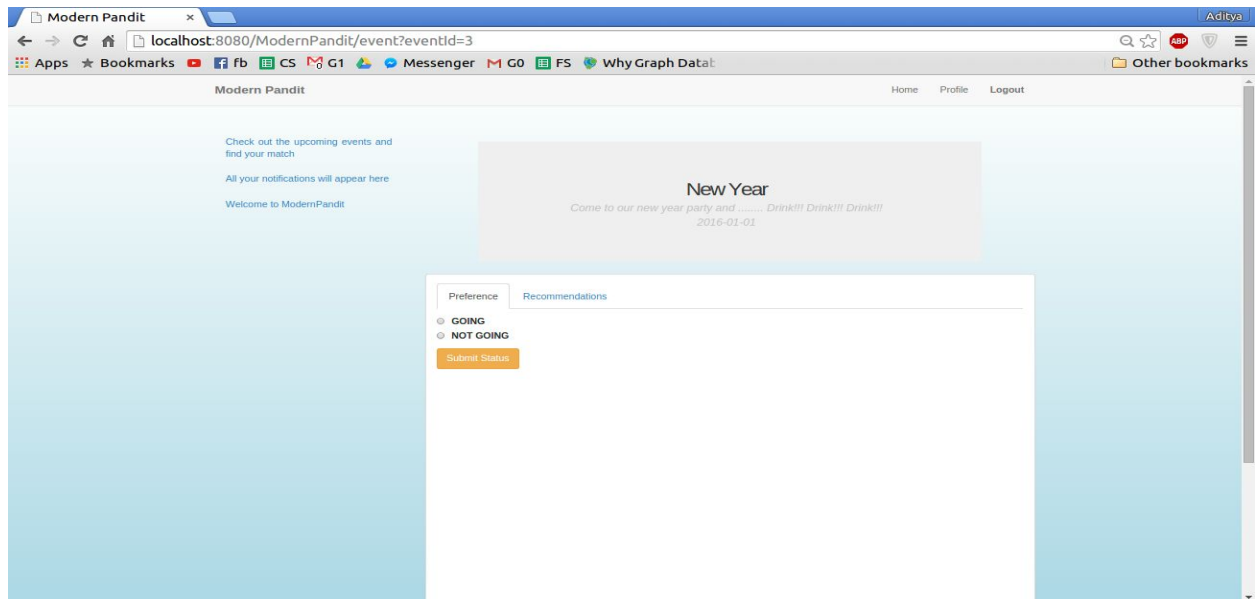 Modern Pandit ×
Aditya
localhost:8080/ModernPandit/event?eventId=3
ABP
Apps Bookmarks fb CS G1 Messenger G0 FS Why Graph Datab Other bookmarks
Modern Pandit Home Profile Logout
Check out the upcoming events and
find your match
All your notifications will appear here
Welcome to ModernPandit
New Year
Come to our new year party and ........ Drink!!! Drink!!! Drink!!!
2016-01-01
Preference Recommendations
GOING
NOT GOING
Submit Status